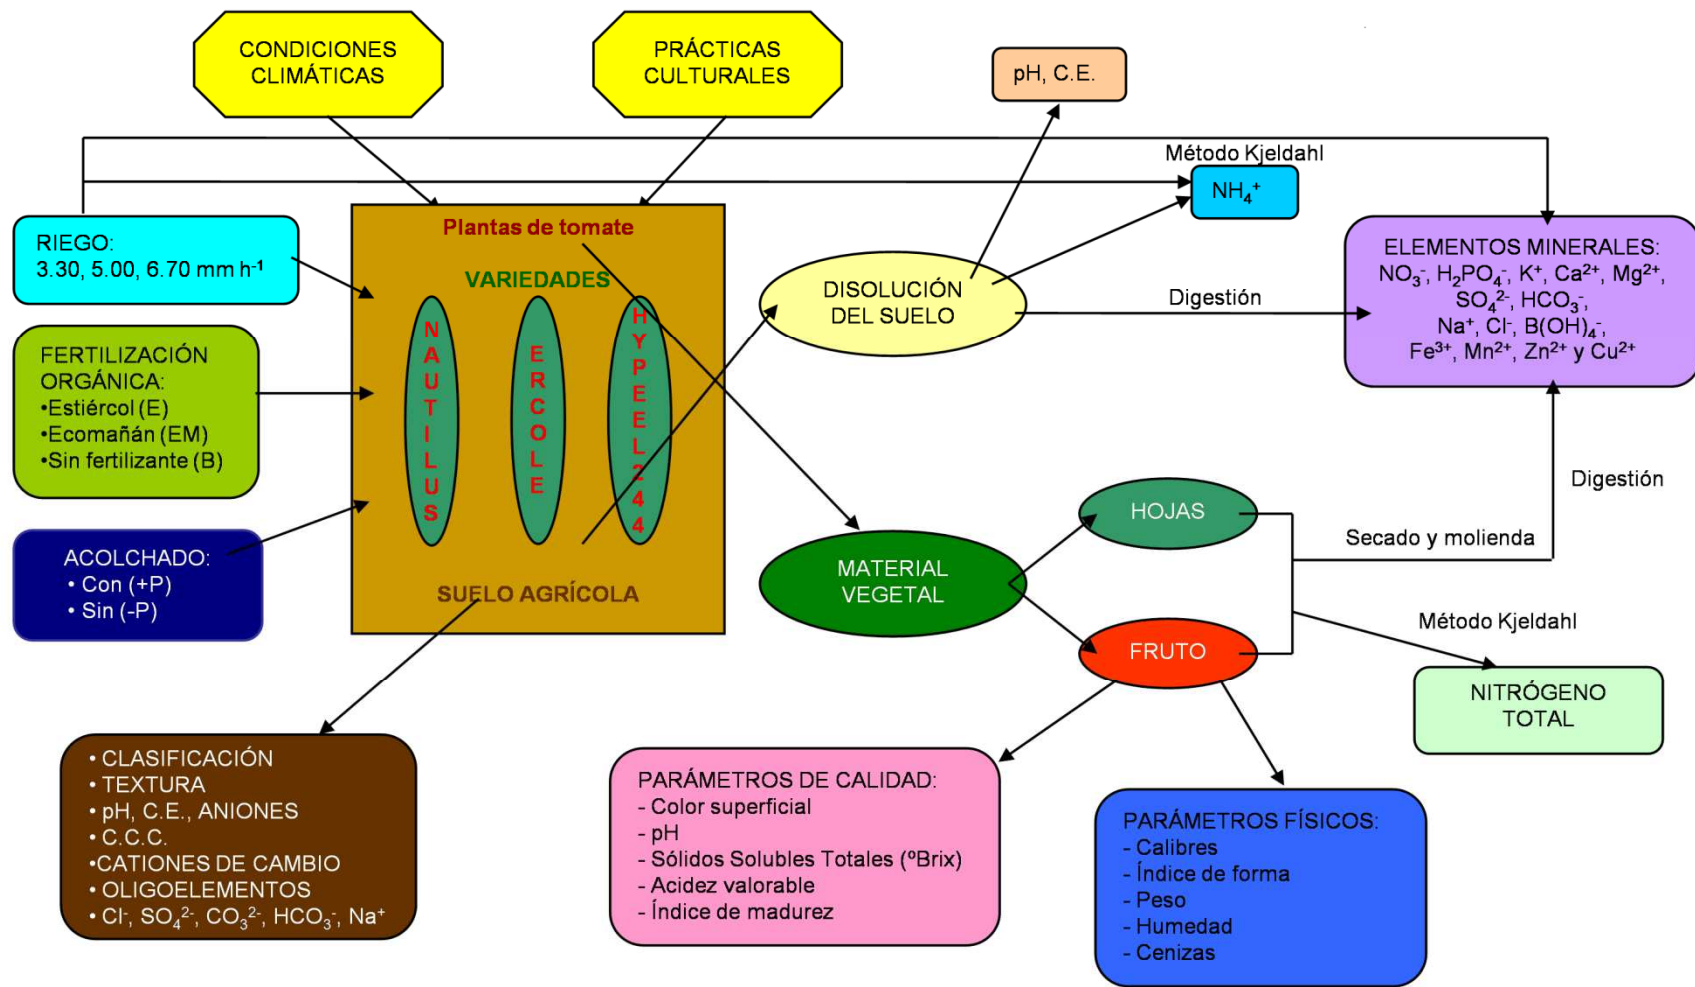 CONDICIONES
CLIMÁTICAS
PRÁCTICAS
CULTURALES
pH, C.E.
Método Kjeldahl
NH₄⁺
RIEGO:
3.30, 5.00, 6.70 mm h⁻¹
FERTILIZACIÓN
ORGÁNICA:
•Estiércol (E)
•Ecomañán (EM)
•Sin fertilizante (B)
ACOLCHADO:
• Con (+P)
• Sin (-P)
Plantas de tomate
VARIEDADES
NAUTILUS
ERCOLE
HYPEEL244
SUELO AGRÍCOLA
DISOLUCIÓN
DEL SUELO
Digestión
ELEMENTOS MINERALES:
NO₃⁻, H₂PO₄⁻, K⁺, Ca²⁺, Mg²⁺,
SO₄²⁻, HCO₃⁻,
Na⁺, Cl⁻, B(OH)₄⁻,
Fe³⁺, Mn²⁺, Zn²⁺ y Cu²⁺
Digestión
MATERIAL
VEGETAL
HOJAS
FRUTO
Secado y molienda
Método Kjeldahl
NITRÓGENO
TOTAL
• CLASIFICACIÓN
• TEXTURA
• pH, C.E., ANIONES
• C.C.C.
•CATIONES DE CAMBIO
• OLIGOELEMENTOS
• Cl⁻, SO₄²⁻, CO₃²⁻, HCO₃⁻, Na⁺
PARÁMETROS DE CALIDAD:
- Color superficial
- pH
- Sólidos Solubles Totales (ºBrix)
- Acidez valorable
- Índice de madurez
PARÁMETROS FÍSICOS:
- Calibres
- Índice de forma
- Peso
- Humedad
- Cenizas